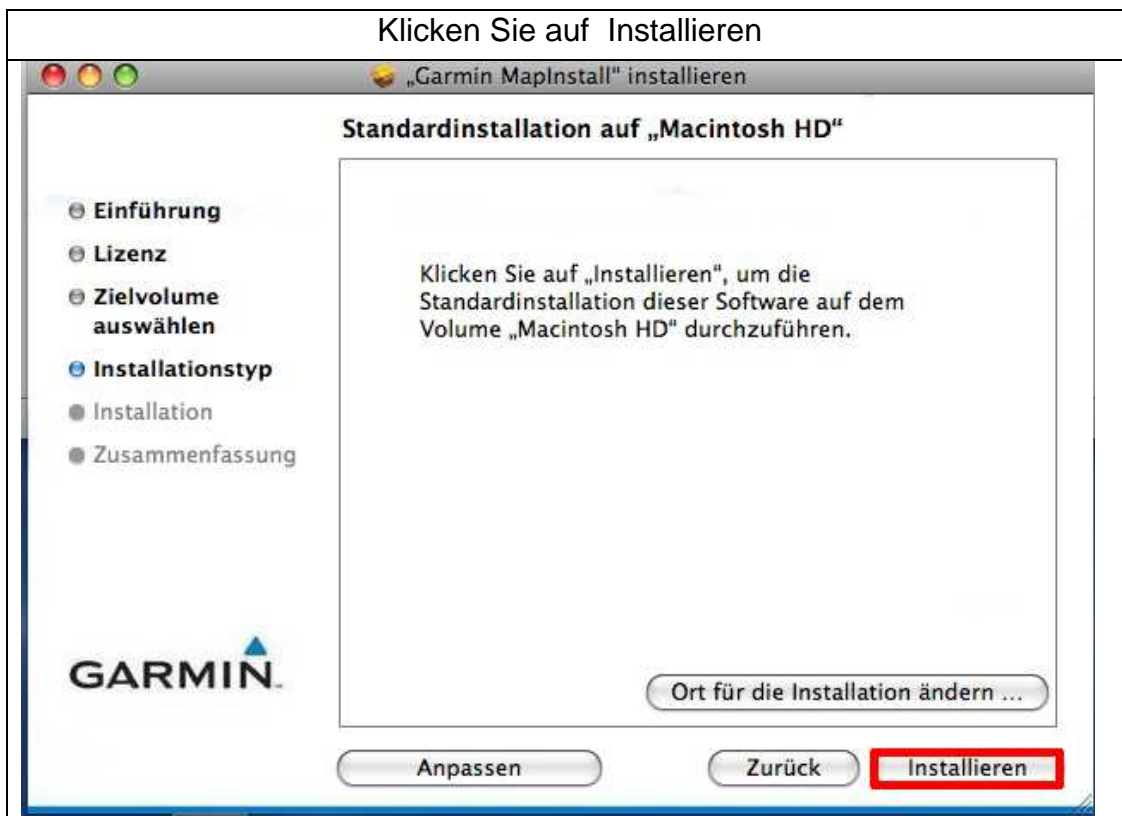 Klicken Sie auf  Installieren
„Garmin MapInstall“ installieren
Standardinstallation auf „Macintosh HD“
Einführung
Lizenz
Zielvolume
auswählen
Installationstyp
Installation
Zusammenfassung
Klicken Sie auf „Installieren“, um die
Standardinstallation dieser Software auf dem
Volume „Macintosh HD“ durchzuführen.
GARMIN™
Ort für die Installation ändern ...
Anpassen
Zurück
Installieren